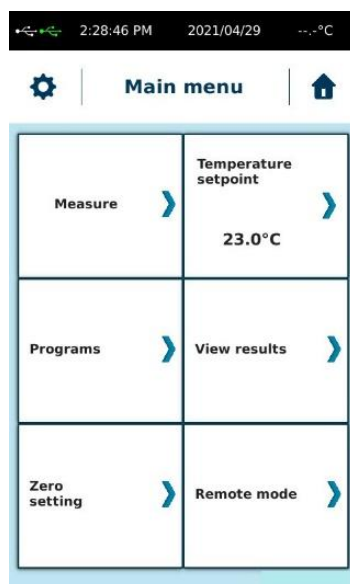 2:28:46 PM 2021/04/29 --.-°C
Main menu
Measure
Temperature
setpoint
23.0°C
Programs
View results
Zero
setting
Remote mode